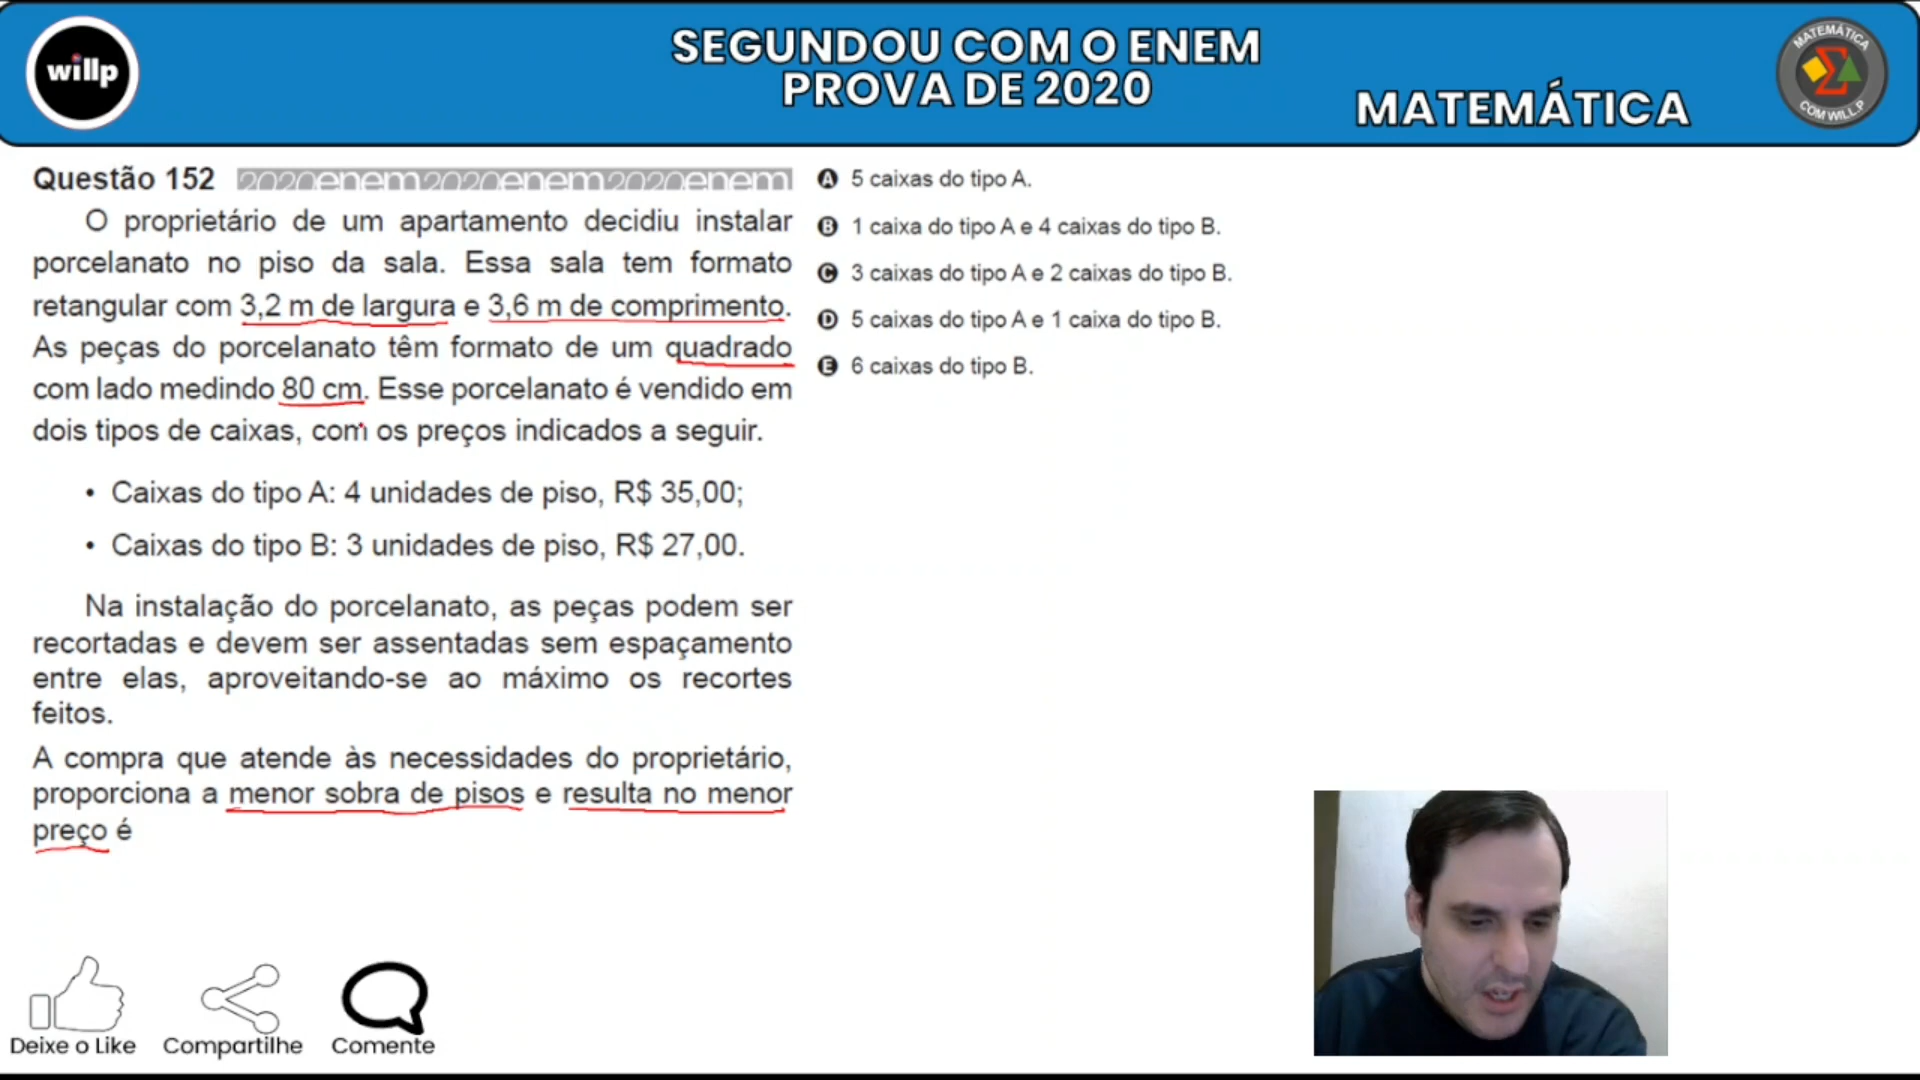 willp
SEGUNDOU COM O ENEM
PROVA DE 2020
MATEMÁTICA
MATEMÁTICA
COM WILL.P
Questão 152 2020enem2020enem2020enem
O proprietário de um apartamento decidiu instalar
porcelanato no piso da sala. Essa sala tem formato
retangular com 3,2 m de largura e 3,6 m de comprimento.
As peças do porcelanato têm formato de um quadrado
com lado medindo 80 cm. Esse porcelanato é vendido em
dois tipos de caixas, com os preços indicados a seguir.
• Caixas do tipo A: 4 unidades de piso, R$ 35,00;
• Caixas do tipo B: 3 unidades de piso, R$ 27,00.
Na instalação do porcelanato, as peças podem ser
recortadas e devem ser assentadas sem espaçamento
entre elas, aproveitando-se ao máximo os recortes
feitos.
A compra que atende às necessidades do proprietário,
proporciona a menor sobra de pisos e resulta no menor
preço é
A 5 caixas do tipo A.
B 1 caixa do tipo A e 4 caixas do tipo B.
C 3 caixas do tipo A e 2 caixas do tipo B.
D 5 caixas do tipo A e 1 caixa do tipo B.
E 6 caixas do tipo B.
Deixe o Like
Compartilhe
Comente